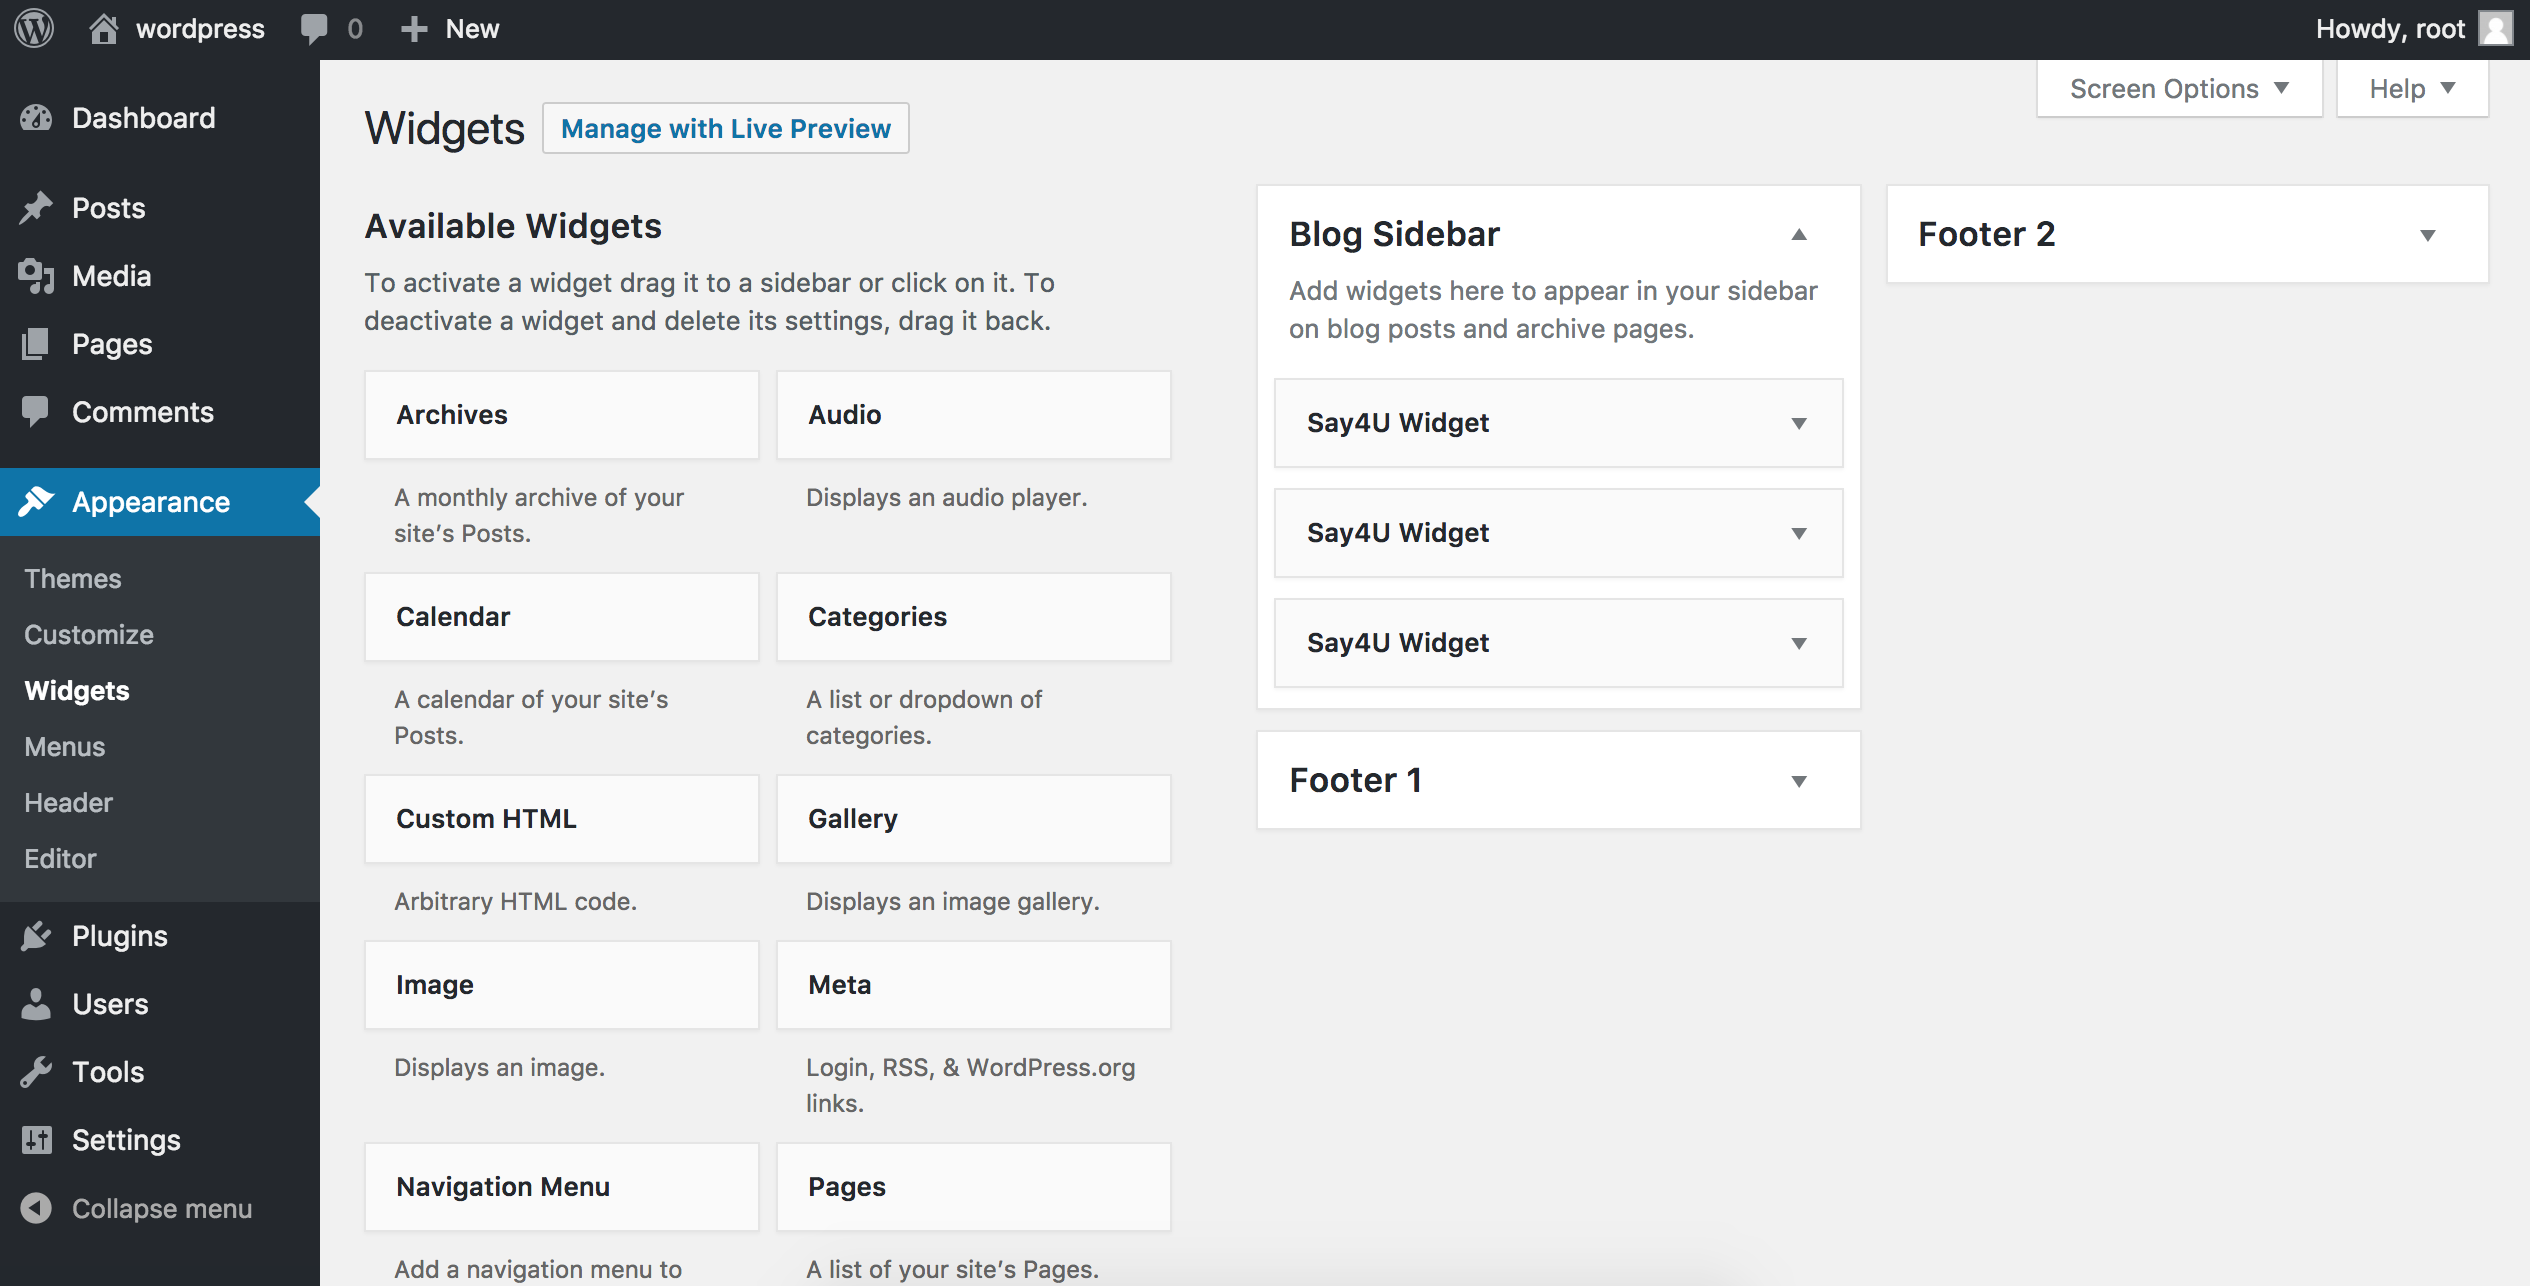 wordpress
0
New
Howdy, root
Dashboard
Posts
Media
Pages
Comments
Appearance
Themes
Customize
Widgets
Menus
Header
Editor
Plugins
Users
Tools
Settings
Collapse menu
Screen Options
Help
Widgets
Manage with Live Preview
Available Widgets
To activate a widget drag it to a sidebar or click on it. To
deactivate a widget and delete its settings, drag it back.
Archives
A monthly archive of your
site’s Posts.
Audio
Displays an audio player.
Calendar
A calendar of your site’s
Posts.
Categories
A list or dropdown of
categories.
Custom HTML
Arbitrary HTML code.
Gallery
Displays an image gallery.
Image
Displays an image.
Meta
Login, RSS, & WordPress.org
links.
Navigation Menu
Add a navigation menu to
Pages
A list of your site’s Pages.
Blog Sidebar
Add widgets here to appear in your sidebar
on blog posts and archive pages.
Say4U Widget
Say4U Widget
Say4U Widget
Footer 1
Footer 2